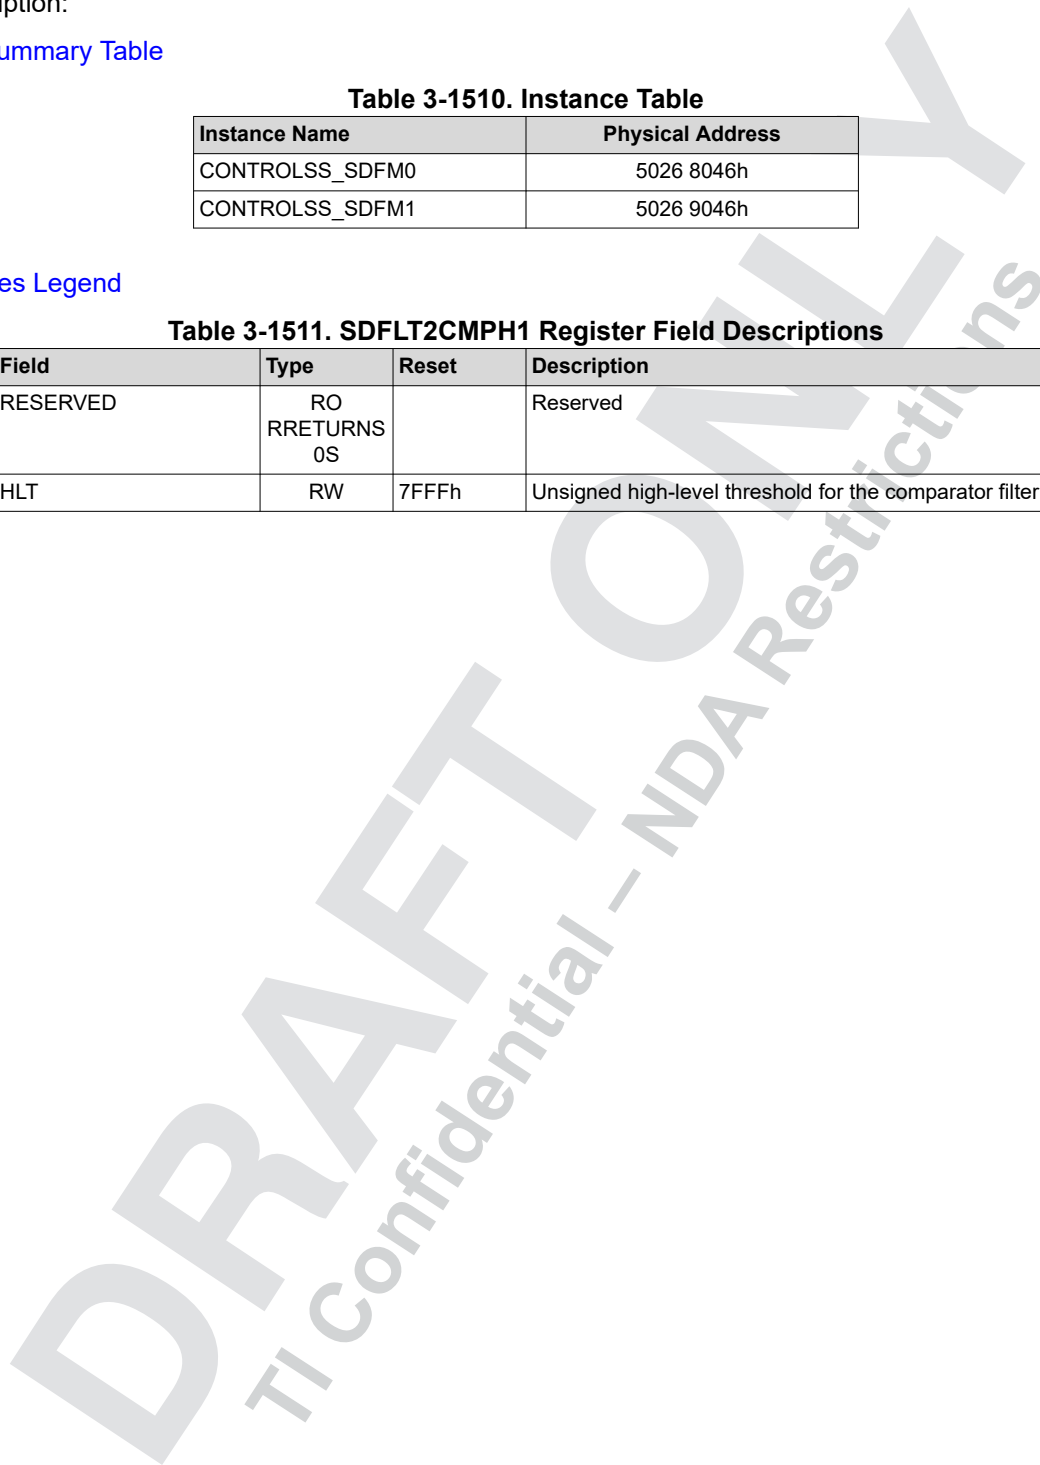 iption:
ummary Table
Table 3-1510. Instance Table
Instance Name Physical Address
CONTROLSS_SDFM0 5026 8046h
CONTROLSS_SDFM1 5026 9046h
es Legend
Table 3-1511. SDFLT2CMPH1 Register Field Descriptions
Field Type Reset Description
RESERVED RO Reserved
RRETURNS
0S
HLT RW 7FFFh Unsigned high-level threshold for the comparator filter
DRAFT ONLY
TI Confidential – NDA Restrictions